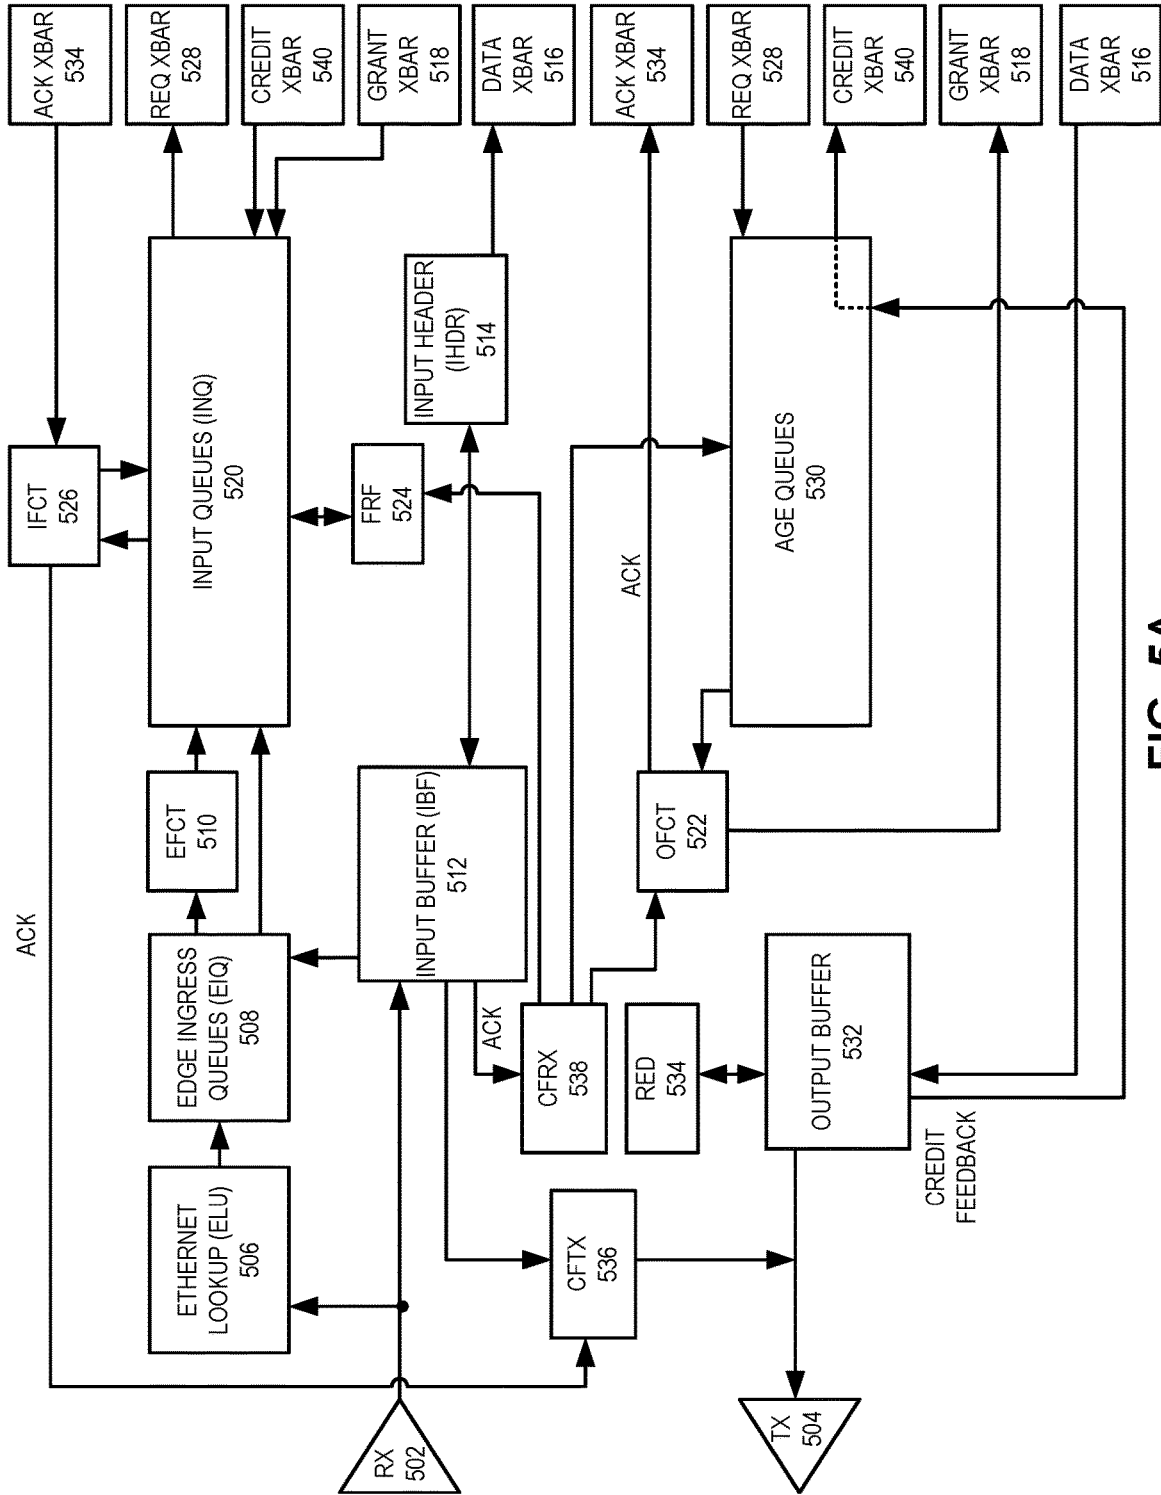 ACK
IFCT
526
ACK XBAR
534
ETHERNET
LOOKUP (ELU)
506
EDGE INGRESS
QUEUES (EIQ)
508
EFCT
510
INPUT QUEUES (INQ)
520
REQ XBAR
528
CREDIT
XBAR
540
RX
502
INPUT BUFFER (IBF)
512
FRF
524
INPUT HEADER
(IHDR)
514
GRANT
XBAR
518
DATA
XBAR
516
ACK
CFTX
536
CFRX
538
RED
534
OFCT
522
ACK
ACK XBAR
534
TX
504
OUTPUT BUFFER
532
AGE QUEUES
530
REQ XBAR
528
CREDIT
XBAR
540
CREDIT
FEEDBACK
GRANT
XBAR
518
DATA
XBAR
516
FIG. 5A